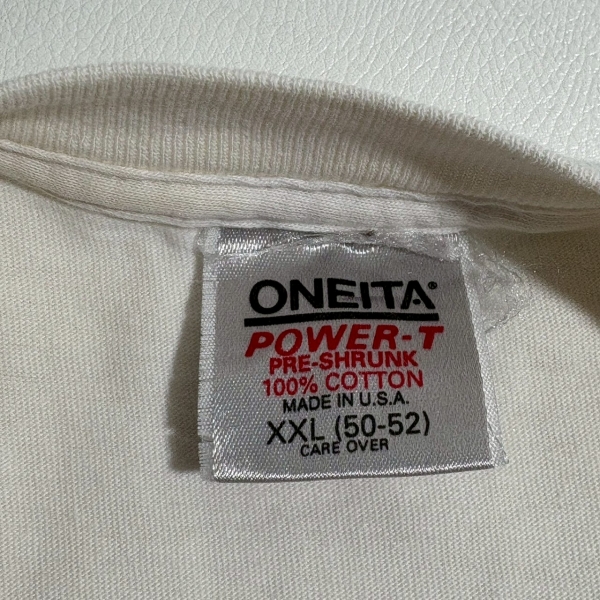 ONEITA®
POWER-T
PRE-SHRUNK
100% COTTON
MADE IN U.S.A.
XXL (50-52)
CARE OVER